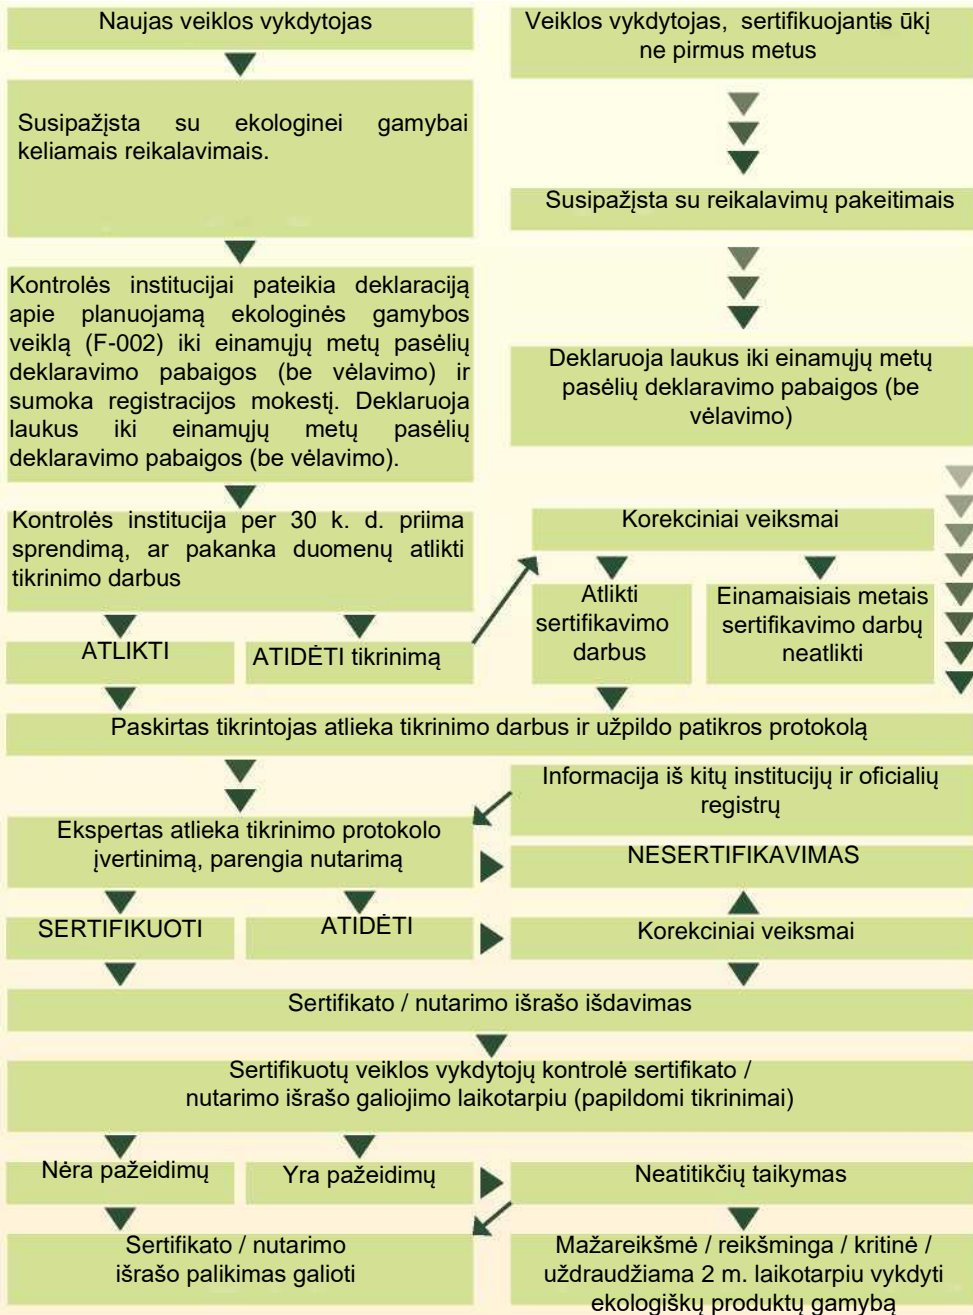 Naujas veiklos vykdytojas
Veiklos vykdytojas, sertifikuojantis ūkį
ne pirmus metus
Susipažįsta su ekologinei gamybai
keliamais reikalavimais.
Susipažįsta su reikalavimų pakeitimais
Kontrolės institucijai pateikia deklaraciją
apie planuojamą ekologinės gamybos
veiklą (F-002) iki einamųjų metų pasėlių
deklaravimo pabaigos (be vėlavimo) ir
sumoka registracijos mokestį. Deklaruoja
laukus iki einamųjų metų pasėlių
deklaravimo pabaigos (be vėlavimo).
Deklaruoja laukus iki einamųjų metų
pasėlių deklaravimo pabaigos (be
vėlavimo)
Kontrolės institucija per 30 k. d. priima
sprendimą, ar pakanka duomenų atlikti
tikrinimo darbus
Korekciniai veiksmai
ATLIKTI
ATIDĖTI tikrinimą
Atlikti
sertifikavimo
darbus
Einamaisiais metais
sertifikavimo darbų
neatlikti
Paskirtas tikrintojas atlieka tikrinimo darbus ir užpildo patikros protokolą
Informacija iš kitų institucijų ir oficialių
registrų
Ekspertas atlieka tikrinimo protokolo
įvertinimą, parengia nutarimą
NESERTIFIKAVIMAS
SERTIFIKUOTI
ATIDĖTI
Korekciniai veiksmai
Sertifikato / nutarimo išrašo išdavimas
Sertifikuotų veiklos vykdytojų kontrolė sertifikato /
nutarimo išrašo galiojimo laikotarpiu (papildomi tikrinimai)
Nėra pažeidimų
Yra pažeidimų
Neatitikčių taikymas
Sertifikato / nutarimo
išrašo palikimas galioti
Mažareikšmė / reikšminga / kritinė /
uždraudžiama 2 m. laikotarpiu vykdyti
ekologiškų produktų gamybą